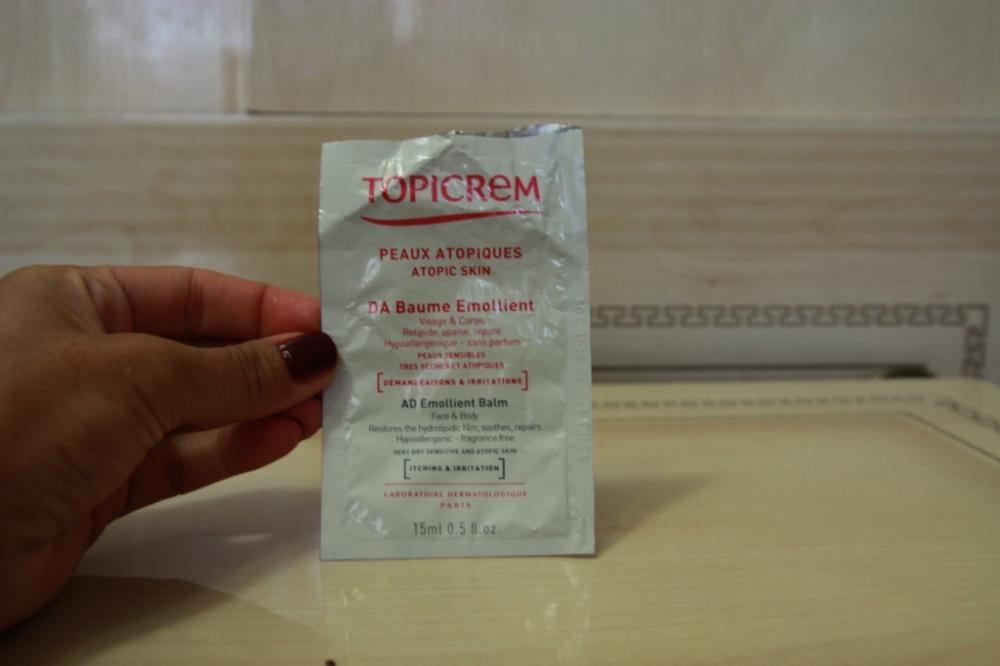 TOPICREM
PEAUX ATOPIQUES
ATOPIC SKIN
DA Baume Emollient
Visage & Corps
Relipide, apaise, répare
Hypoallergénique - sans parfum
PEAUX SENSIBLES
TRES SECHES ET ATOPIQUES
[DEMANGEAISONS & IRRITATIONS]
AD Emollient Balm
Face & Body
Restores the hydrolipidic film, soothes, repairs
Hypoallergenic - fragrance free
VERY DRY SENSITIVE AND ATOPIC SKIN
[ITCHING & IRRITATION]
LABORATOIRE DERMATOLOGIQUE
PARIS
15ml 0.5 fl.oz.